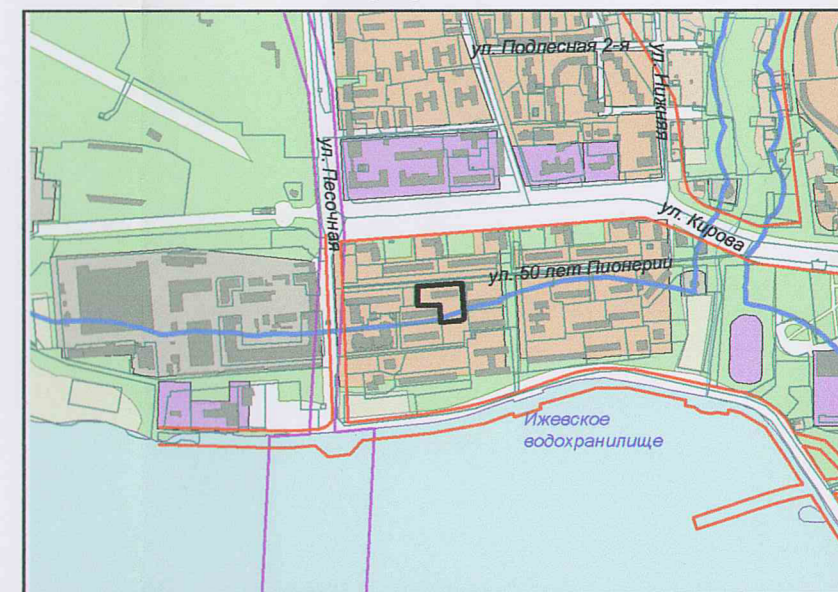 ул. Подлесная 2-я
ул. Нижняя
ул. Песочная
ул. Кирова
ул. 50 лет Пионерии
Ижевское
водохранилище